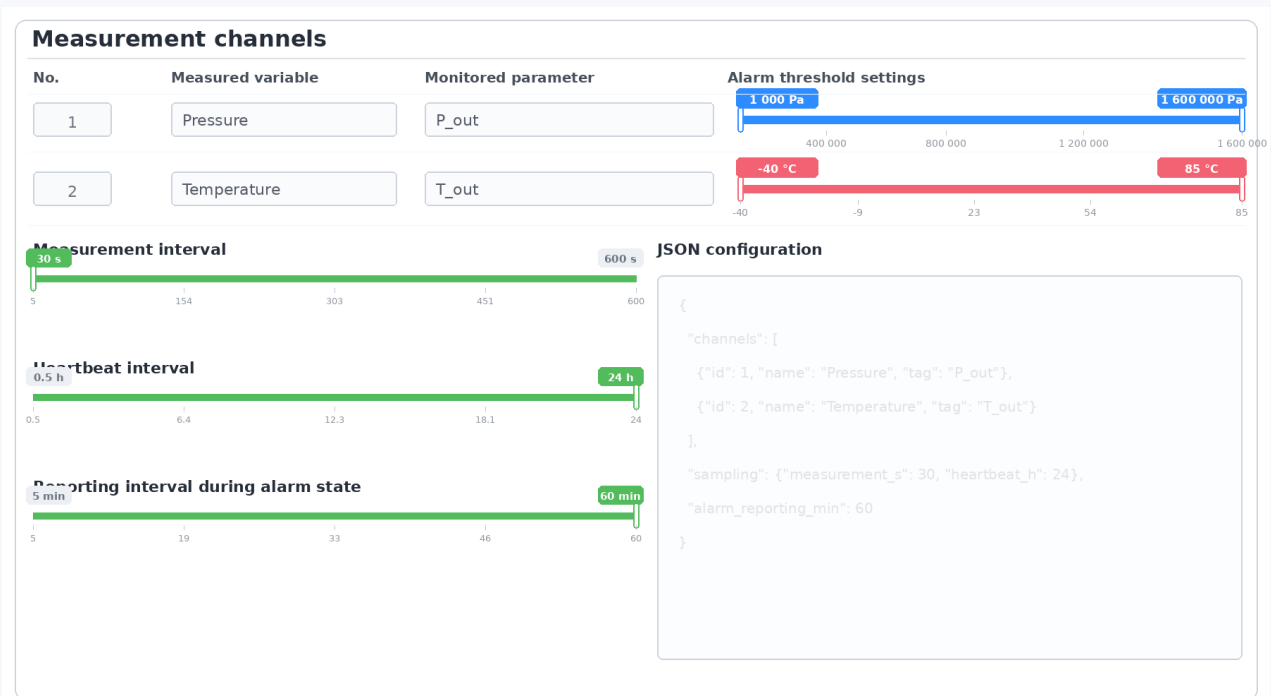 Measurement channels
No. Measured variable Monitored parameter Alarm threshold settings
1 Pressure P_out 1 000 Pa 1 600 000 Pa
400 000 800 000 1 200 000 1 600 000
2 Temperature T_out -40 °C 85 °C
-40 -9 23 54 85
Measurement interval
30 s 600 s
5 154 303 451 600
Heartbeat interval
0.5 h 24 h
0.5 6.4 12.3 18.1 24
Reporting interval during alarm state
5 min 60 min
5 19 33 46 60
JSON configuration
{
"channels": [
{"id": 1, "name": "Pressure", "tag": "P_out"},
{"id": 2, "name": "Temperature", "tag": "T_out"}
],
"sampling": {"measurement_s": 30, "heartbeat_h": 24},
"alarm_reporting_min": 60
}